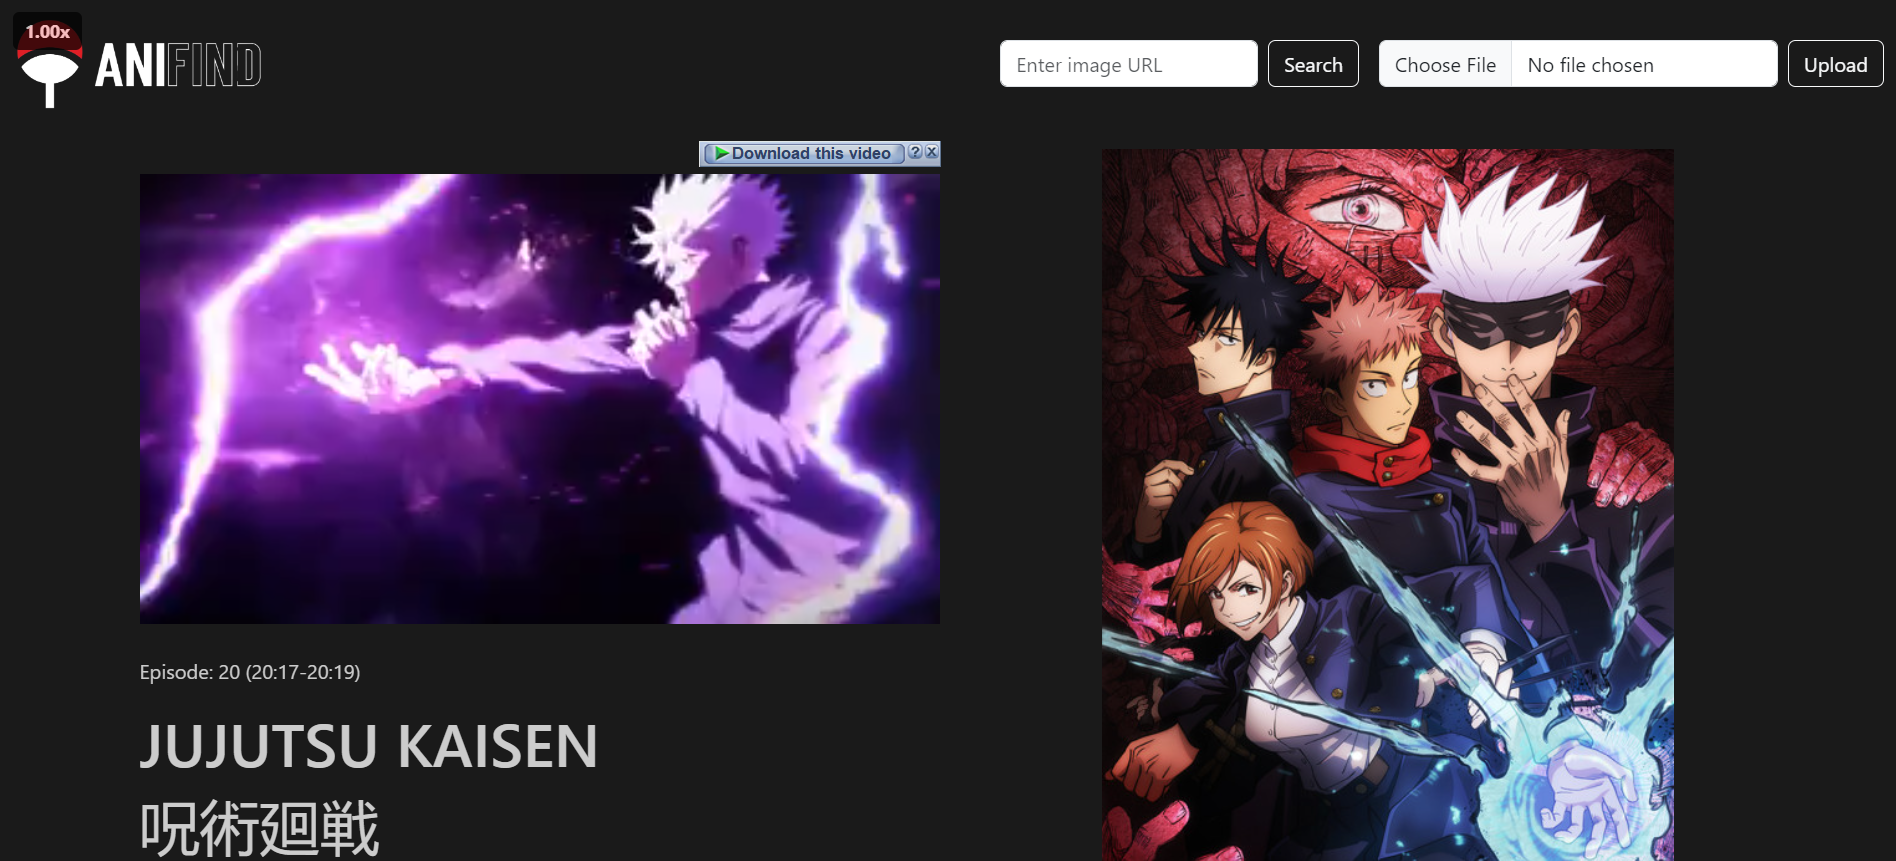 1.00x
ANIFIND
Enter image URL
Search
Choose File
No file chosen
Upload
Download this video ? x
Episode: 20 (20:17-20:19)
JUJUTSU KAISEN
呪術廻戦